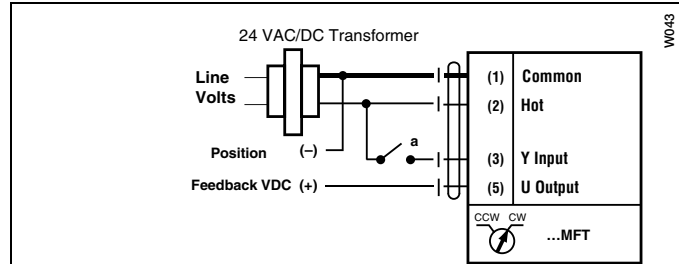 W043
24 VAC/DC Transformer
Line
Volts
(1) Common
(2) Hot
Position (–)
a
(3) Y Input
Feedback VDC (+)
(5) U Output
CCW CW
...MFT